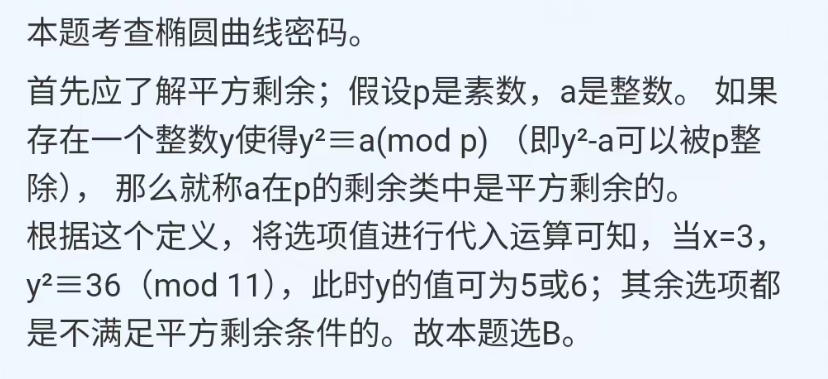 本题考查椭圆曲线密码。
首先应了解平方剩余；假设p是素数，a是整数。 如果
存在一个整数y使得y²≡a(mod p) （即y²-a可以被p整
除）， 那么就称a在p的剩余类中是平方剩余的。
根据这个定义，将选项值进行代入运算可知，当x=3，
y²≡36（mod 11），此时y的值可为5或6；其余选项都
是不满足平方剩余条件的。故本题选B。